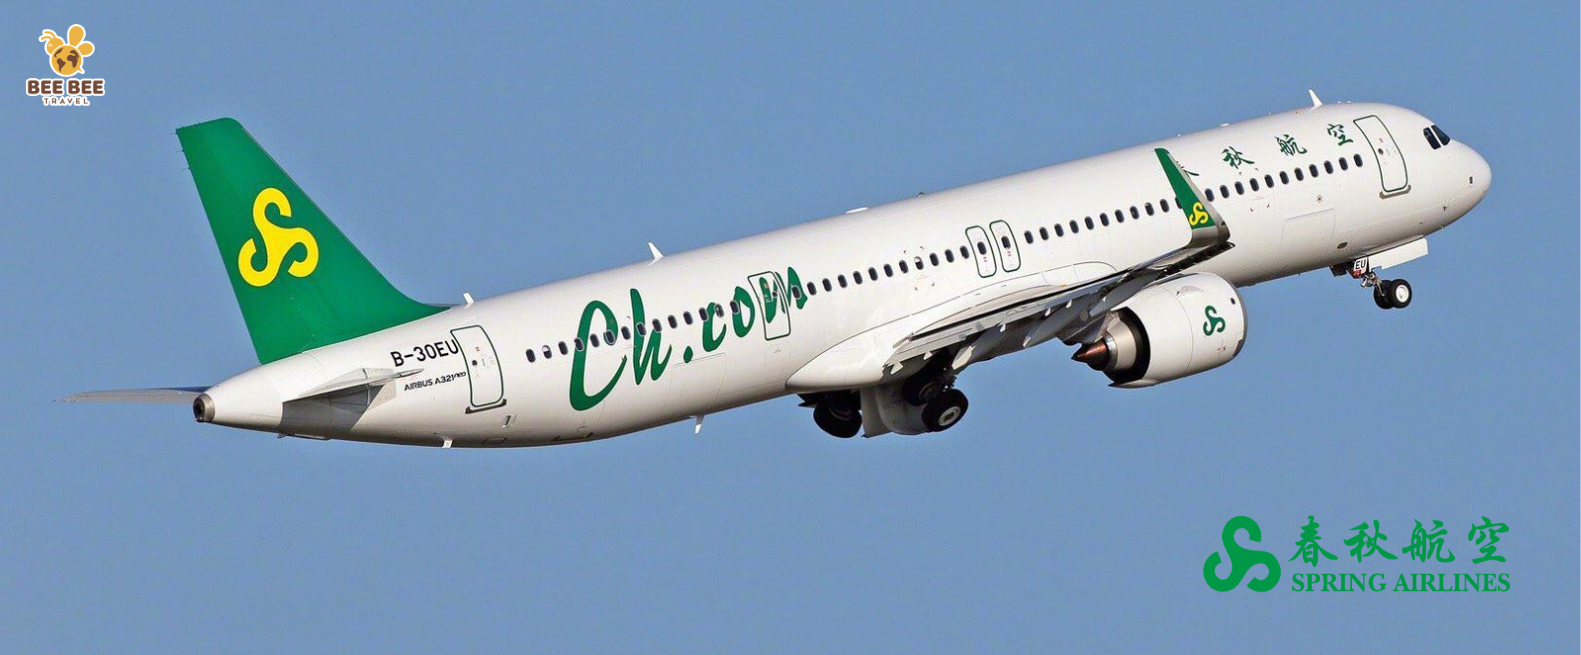 BEE BEE
TRAVEL
秋航空
EU
Ch.com
B-30EU
AIRBUS A321neo
春秋航空
SPRING AIRLINES